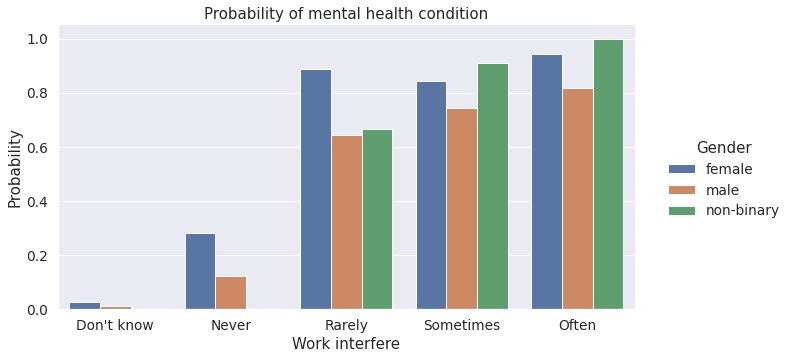 Probability of mental health condition
1.0
0.8
0.6
0.4
0.2
0.0
Probability
Don't know Never Rarely Sometimes Often
Work interfere
Gender
female
male
non-binary